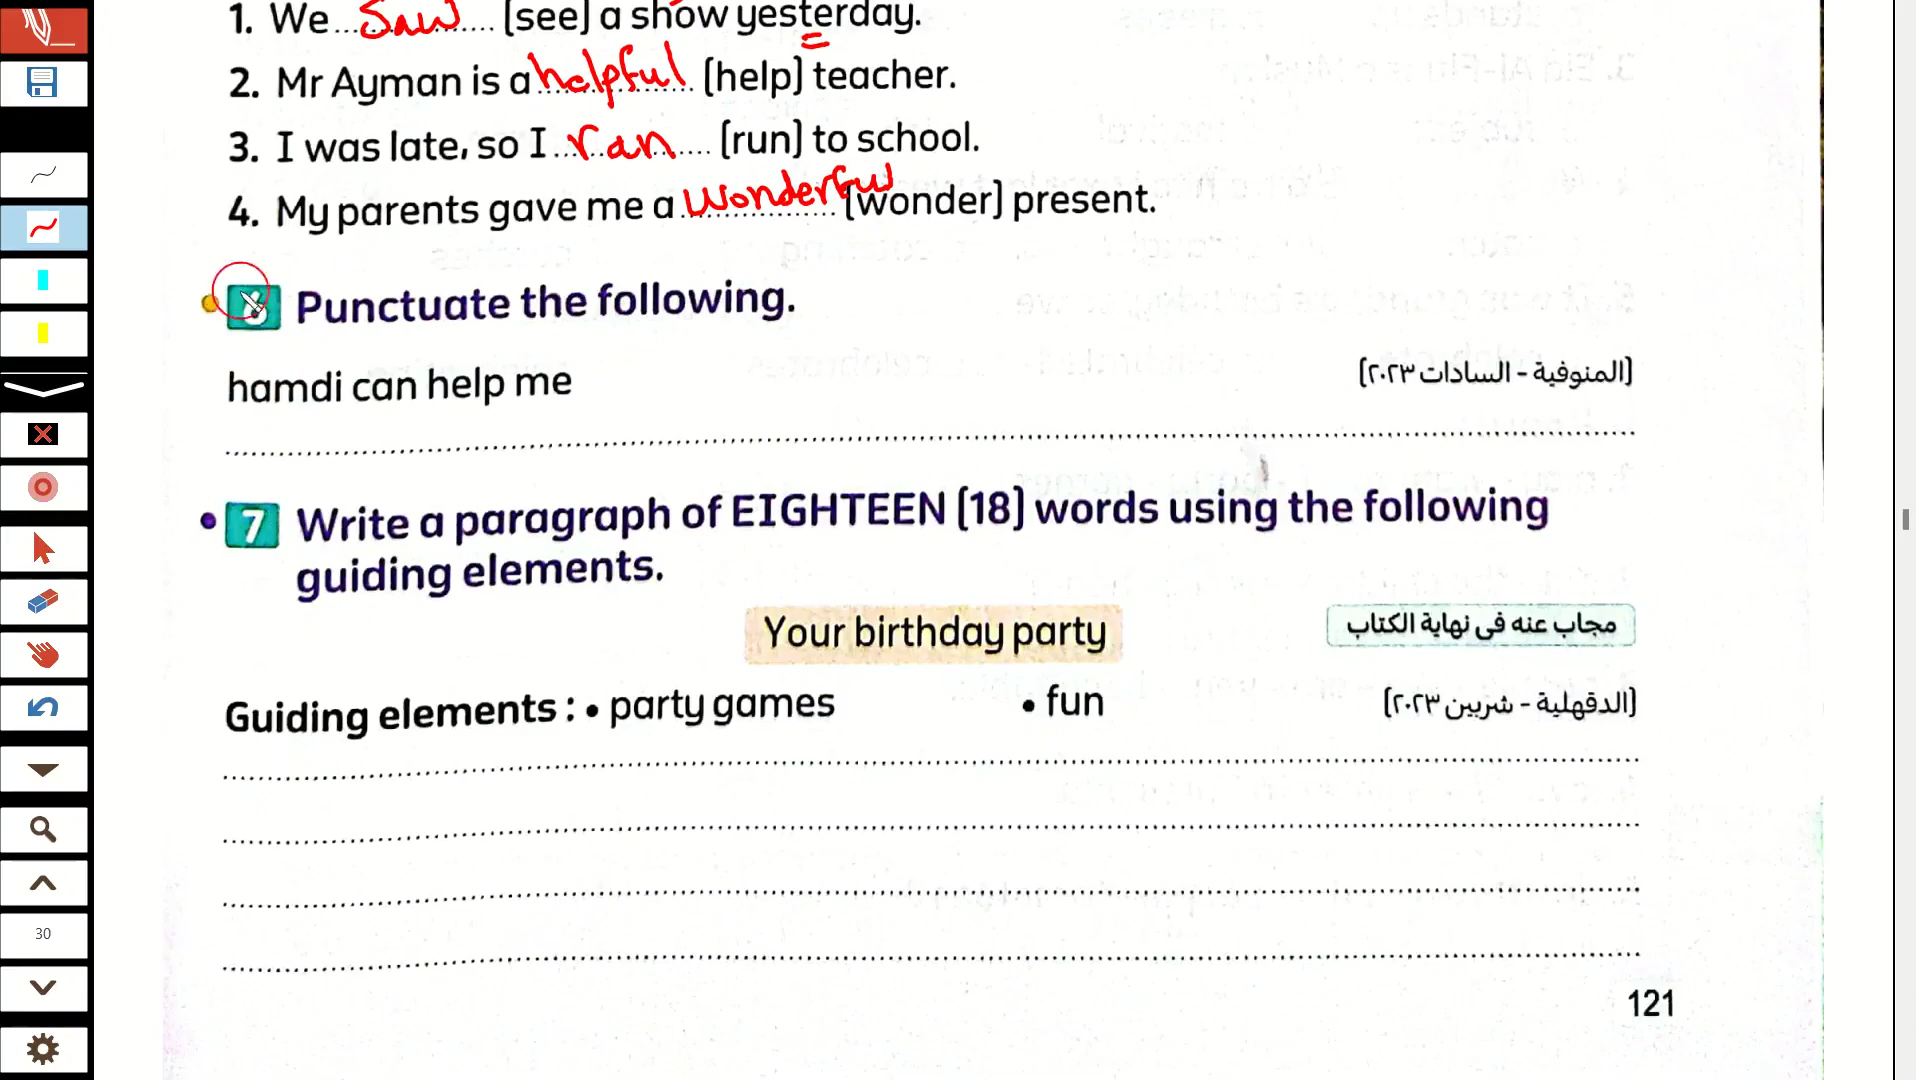 1. We ....saw.... [see] a show yesterday.
2. Mr Ayman is a helpful [help] teacher.
3. I was late, so I ran [run] to school.
4. My parents gave me a wonderful [wonder] present.
Punctuate the following.
hamdi can help me [المنوفية - السادات ٢٠٢٣]
7 Write a paragraph of EIGHTEEN [18] words using the following
guiding elements.
Your birthday party مجاب عنه فى نهاية الكتاب
Guiding elements : • party games • fun [الدقهلية - شربين ٢٠٢٣]
30
121